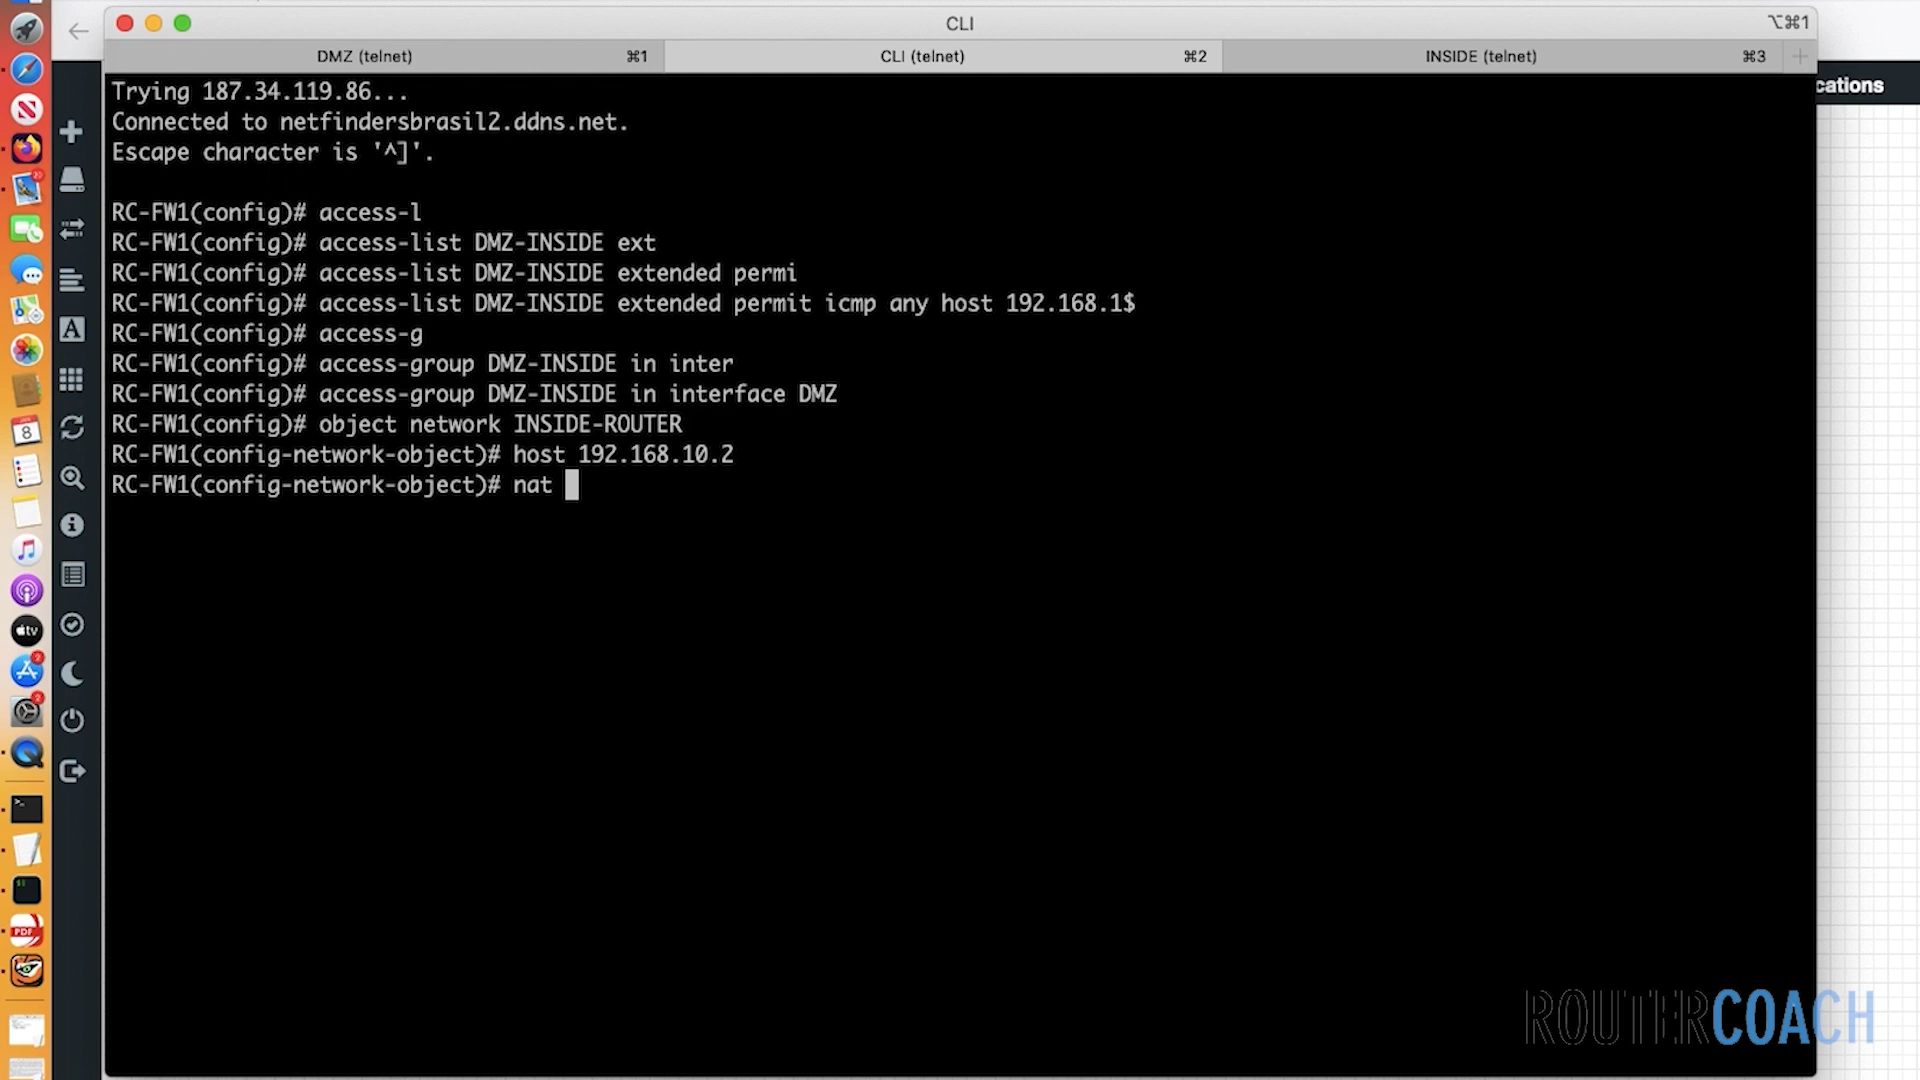 CLI
⌥⌘1
DMZ (telnet) ⌘1
CLI (telnet) ⌘2
INSIDE (telnet) ⌘3
cations
Trying 187.34.119.86...
Connected to netfindersbrasil2.ddns.net.
Escape character is '^]'.
RC-FW1(config)# access-l
RC-FW1(config)# access-list DMZ-INSIDE ext
RC-FW1(config)# access-list DMZ-INSIDE extended permi
RC-FW1(config)# access-list DMZ-INSIDE extended permit icmp any host 192.168.1$
RC-FW1(config)# access-g
RC-FW1(config)# access-group DMZ-INSIDE in inter
RC-FW1(config)# access-group DMZ-INSIDE in interface DMZ
RC-FW1(config)# object network INSIDE-ROUTER
RC-FW1(config-network-object)# host 192.168.10.2
RC-FW1(config-network-object)# nat
8
tv
PDF
ROUTERCOACH